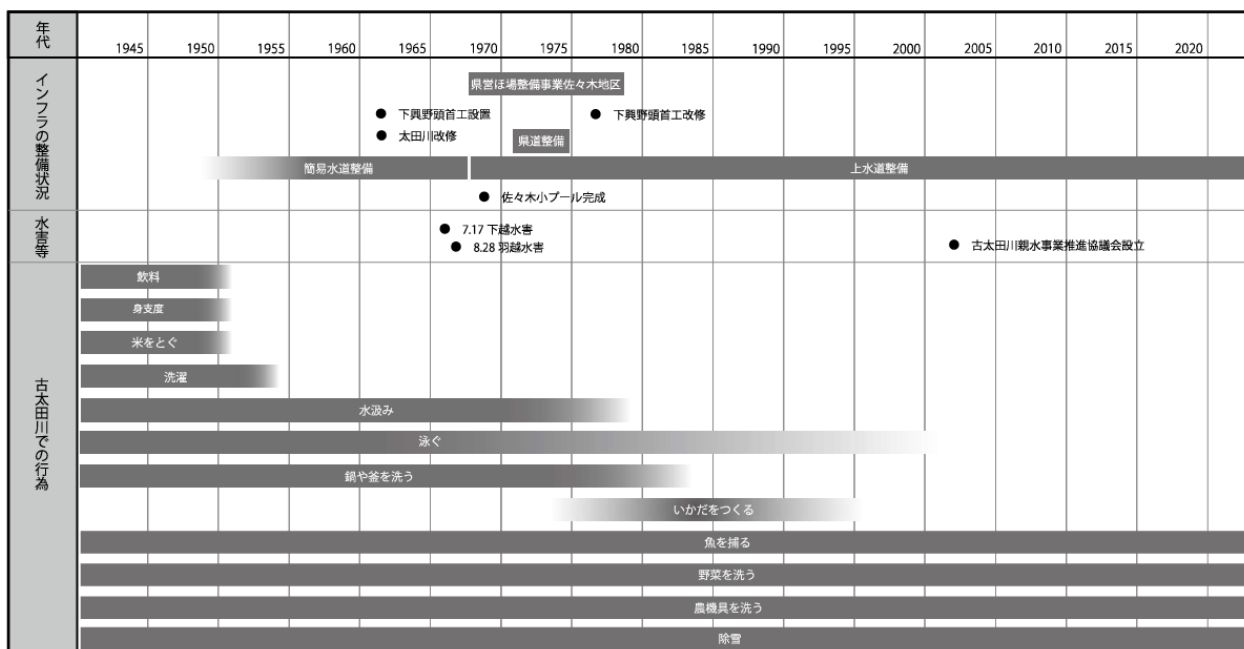 年代
1945 1950 1955 1960 1965 1970 1975 1980 1985 1990 1995 2000 2005 2010 2015 2020
インフラの整備状況
県営ほ場整備事業佐々木地区
下興野頭首工設置
下興野頭首工改修
太田川改修
県道整備
簡易水道整備
上水道整備
佐々木小プール完成
水害等
7.17 下越水害
8.28 羽越水害
古太田川親水事業推進協議会設立
古太田川での行為
飲料
身支度
米をとぐ
洗濯
水汲み
泳ぐ
鍋や釜を洗う
いかだをつくる
魚を捕る
野菜を洗う
農機具を洗う
除雪